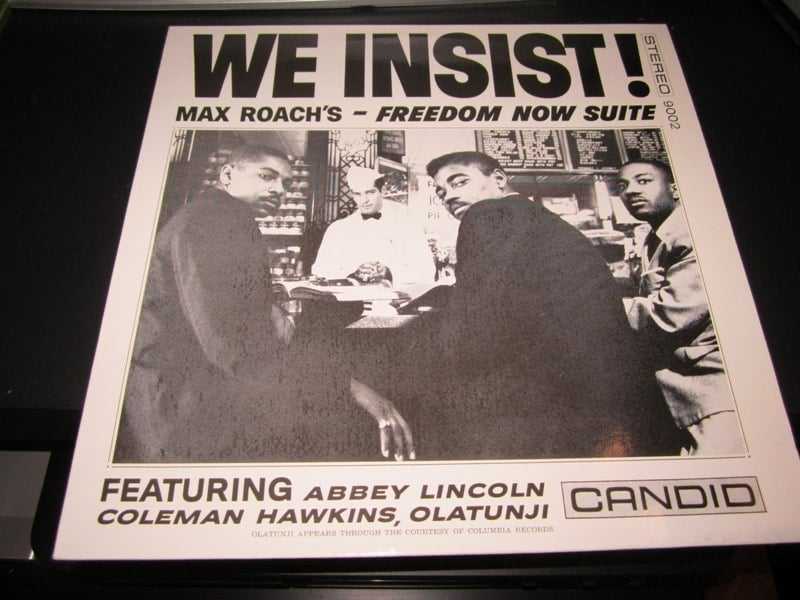 WE INSIST!
STEREO 9002
MAX ROACH'S - FREEDOM NOW SUITE
FEATURING ABBEY LINCOLN
COLEMAN HAWKINS, OLATUNJI
CANDID
OLATUNJI APPEARS THROUGH THE COURTESY OF COLUMBIA RECORDS